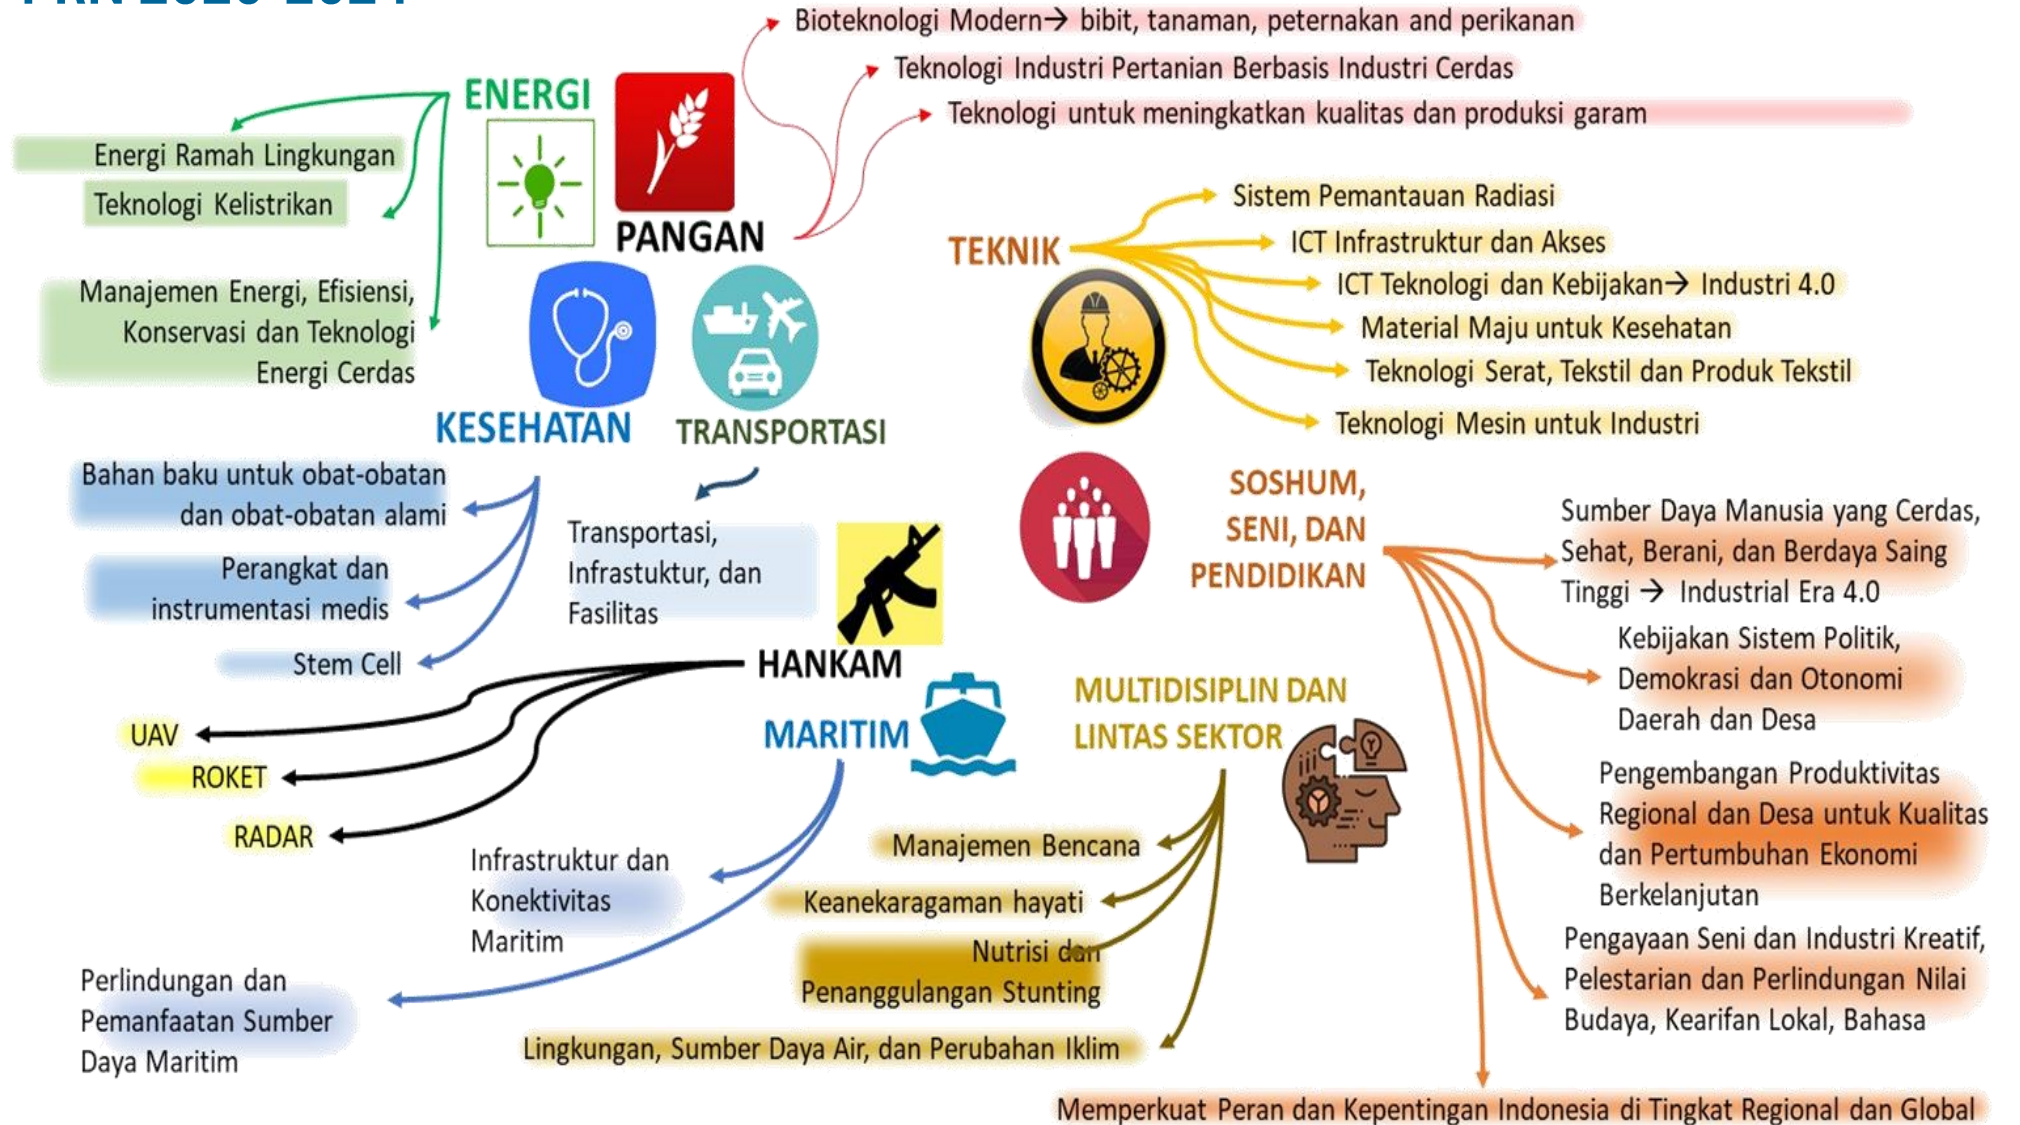 PRN 2020-2024
Bioteknologi Modern→ bibit, tanaman, peternakan and perikanan
Teknologi Industri Pertanian Berbasis Industri Cerdas
Teknologi untuk meningkatkan kualitas dan produksi garam
ENERGI
Energi Ramah Lingkungan
Teknologi Kelistrikan
Manajemen Energi, Efisiensi,
Konservasi dan Teknologi
Energi Cerdas
PANGAN
TEKNIK
Sistem Pemantauan Radiasi
ICT Infrastruktur dan Akses
ICT Teknologi dan Kebijakan→ Industri 4.0
Material Maju untuk Kesehatan
Teknologi Serat, Tekstil dan Produk Tekstil
Teknologi Mesin untuk Industri
KESEHATAN
Bahan baku untuk obat-obatan
dan obat-obatan alami
Perangkat dan
instrumentasi medis
Stem Cell
TRANSPORTASI
Transportasi,
Infrastuktur, dan
Fasilitas
SOSHUM,
SENI, DAN
PENDIDIKAN
Sumber Daya Manusia yang Cerdas,
Sehat, Berani, dan Berdaya Saing
Tinggi → Industrial Era 4.0
Kebijakan Sistem Politik,
Demokrasi dan Otonomi
Daerah dan Desa
Pengembangan Produktivitas
Regional dan Desa untuk Kualitas
dan Pertumbuhan Ekonomi
Berkelanjutan
Pengayaan Seni dan Industri Kreatif,
Pelestarian dan Perlindungan Nilai
Budaya, Kearifan Lokal, Bahasa
Memperkuat Peran dan Kepentingan Indonesia di Tingkat Regional dan Global
HANKAM
UAV
ROKET
RADAR
MARITIM
Infrastruktur dan
Konektivitas
Maritim
Perlindungan dan
Pemanfaatan Sumber
Daya Maritim
MULTIDISIPLIN DAN
LINTAS SEKTOR
Manajemen Bencana
Keanekaragaman hayati
Nutrisi dan
Penanggulangan Stunting
Lingkungan, Sumber Daya Air, dan Perubahan Iklim